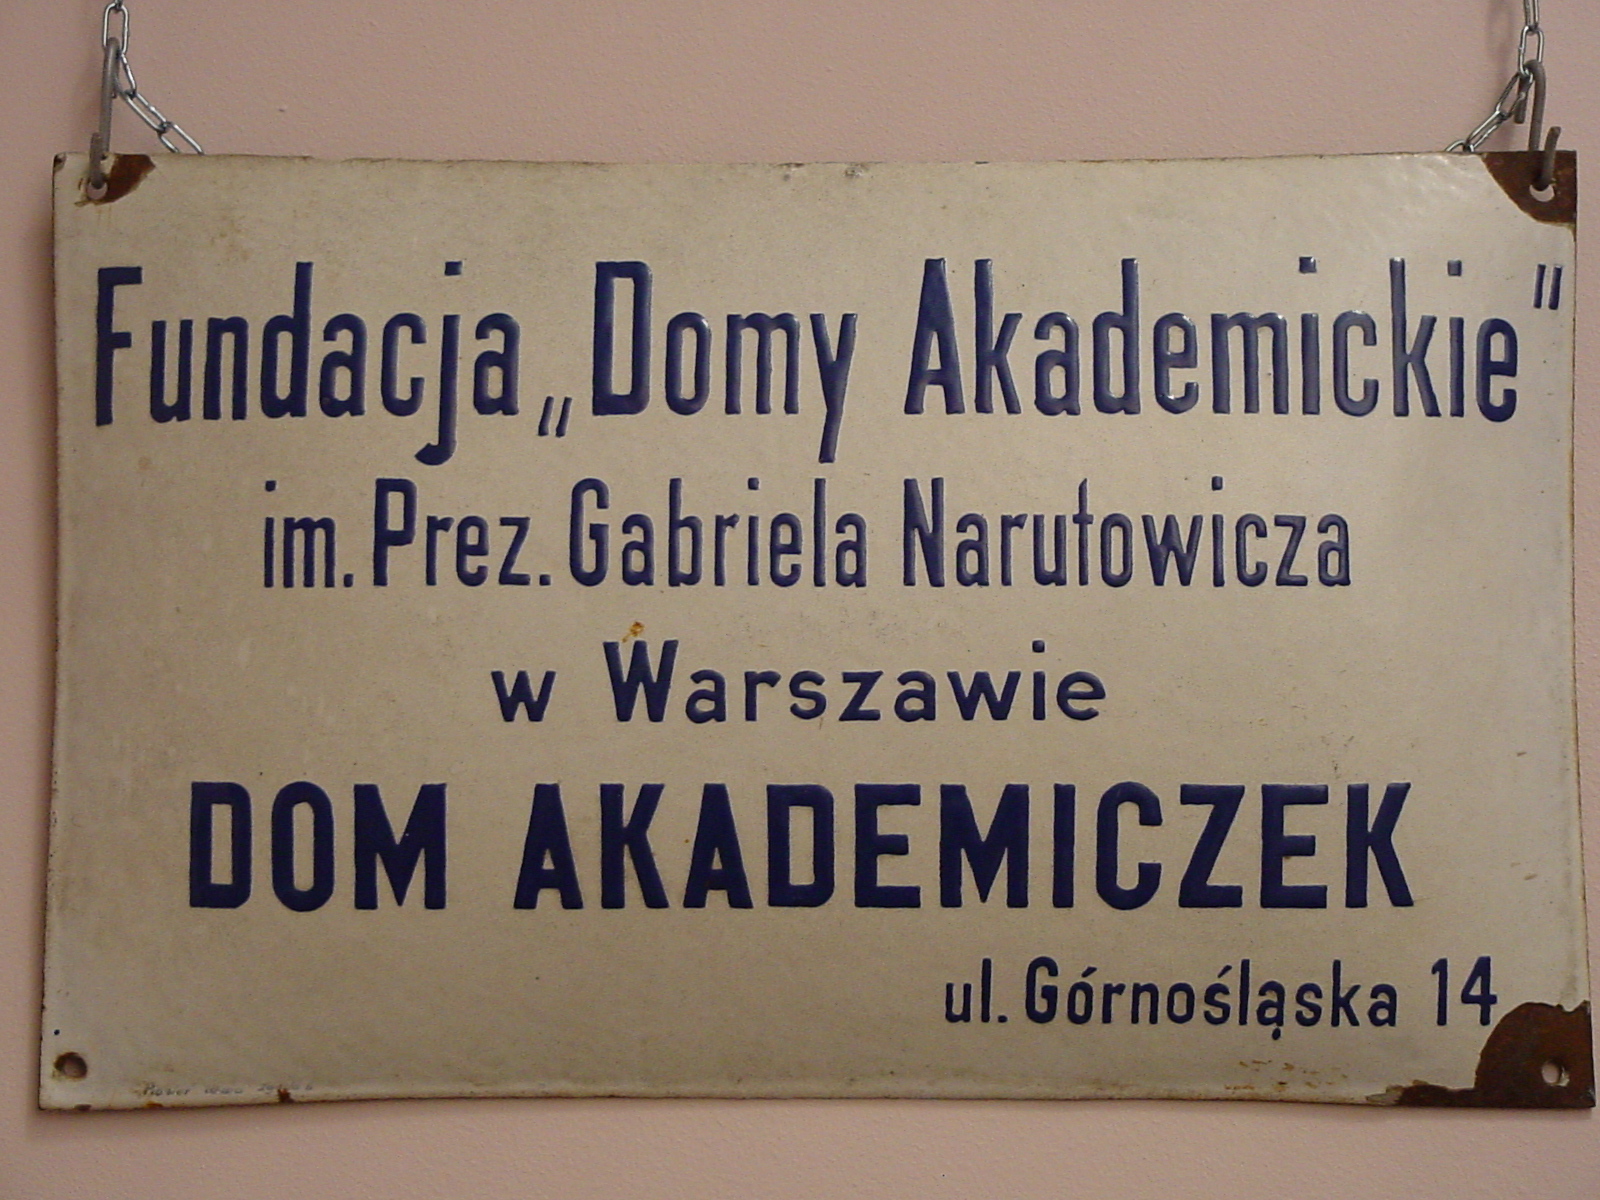 Fundacja „Domy Akademickie"
im. Prez. Gabriela Narutowicza
w Warszawie
DOM AKADEMICZEK
ul. Górnośląska 14